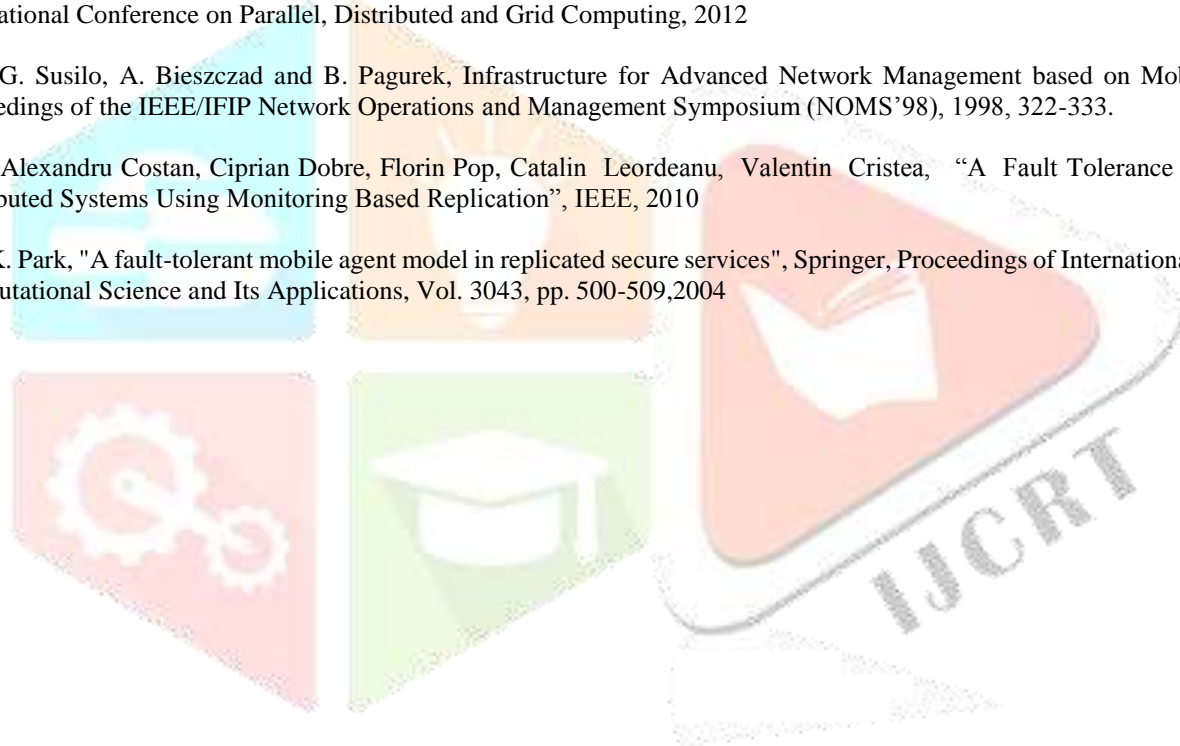 ational Conference on Parallel, Distributed and Grid Computing, 2012
G. Susilo, A. Bieszczad and B. Pagurek, Infrastructure for Advanced Network Management based on Mob
edings of the IEEE/IFIP Network Operations and Management Symposium (NOMS’98), 1998, 322-333.
Alexandru Costan, Ciprian Dobre, Florin Pop, Catalin Leordeanu, Valentin Cristea, “A Fault Tolerance
buted Systems Using Monitoring Based Replication”, IEEE, 2010
K. Park, "A fault-tolerant mobile agent model in replicated secure services", Springer, Proceedings of Internationa
utational Science and Its Applications, Vol. 3043, pp. 500-509,2004
IJCRT